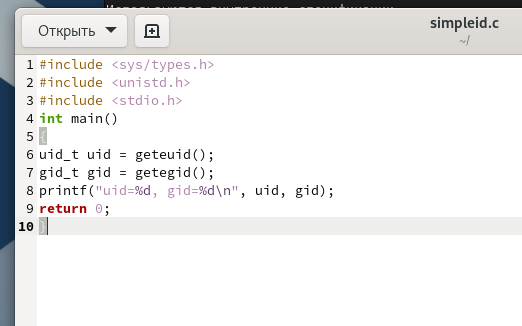 Открыть
simpleid.c
~/
1 #include <sys/types.h>
2 #include <unistd.h>
3 #include <stdio.h>
4 int main()
5 {
6 uid_t uid = geteuid();
7 gid_t gid = getegid();
8 printf("uid=%d, gid=%d\n", uid, gid);
9 return 0;
10 }